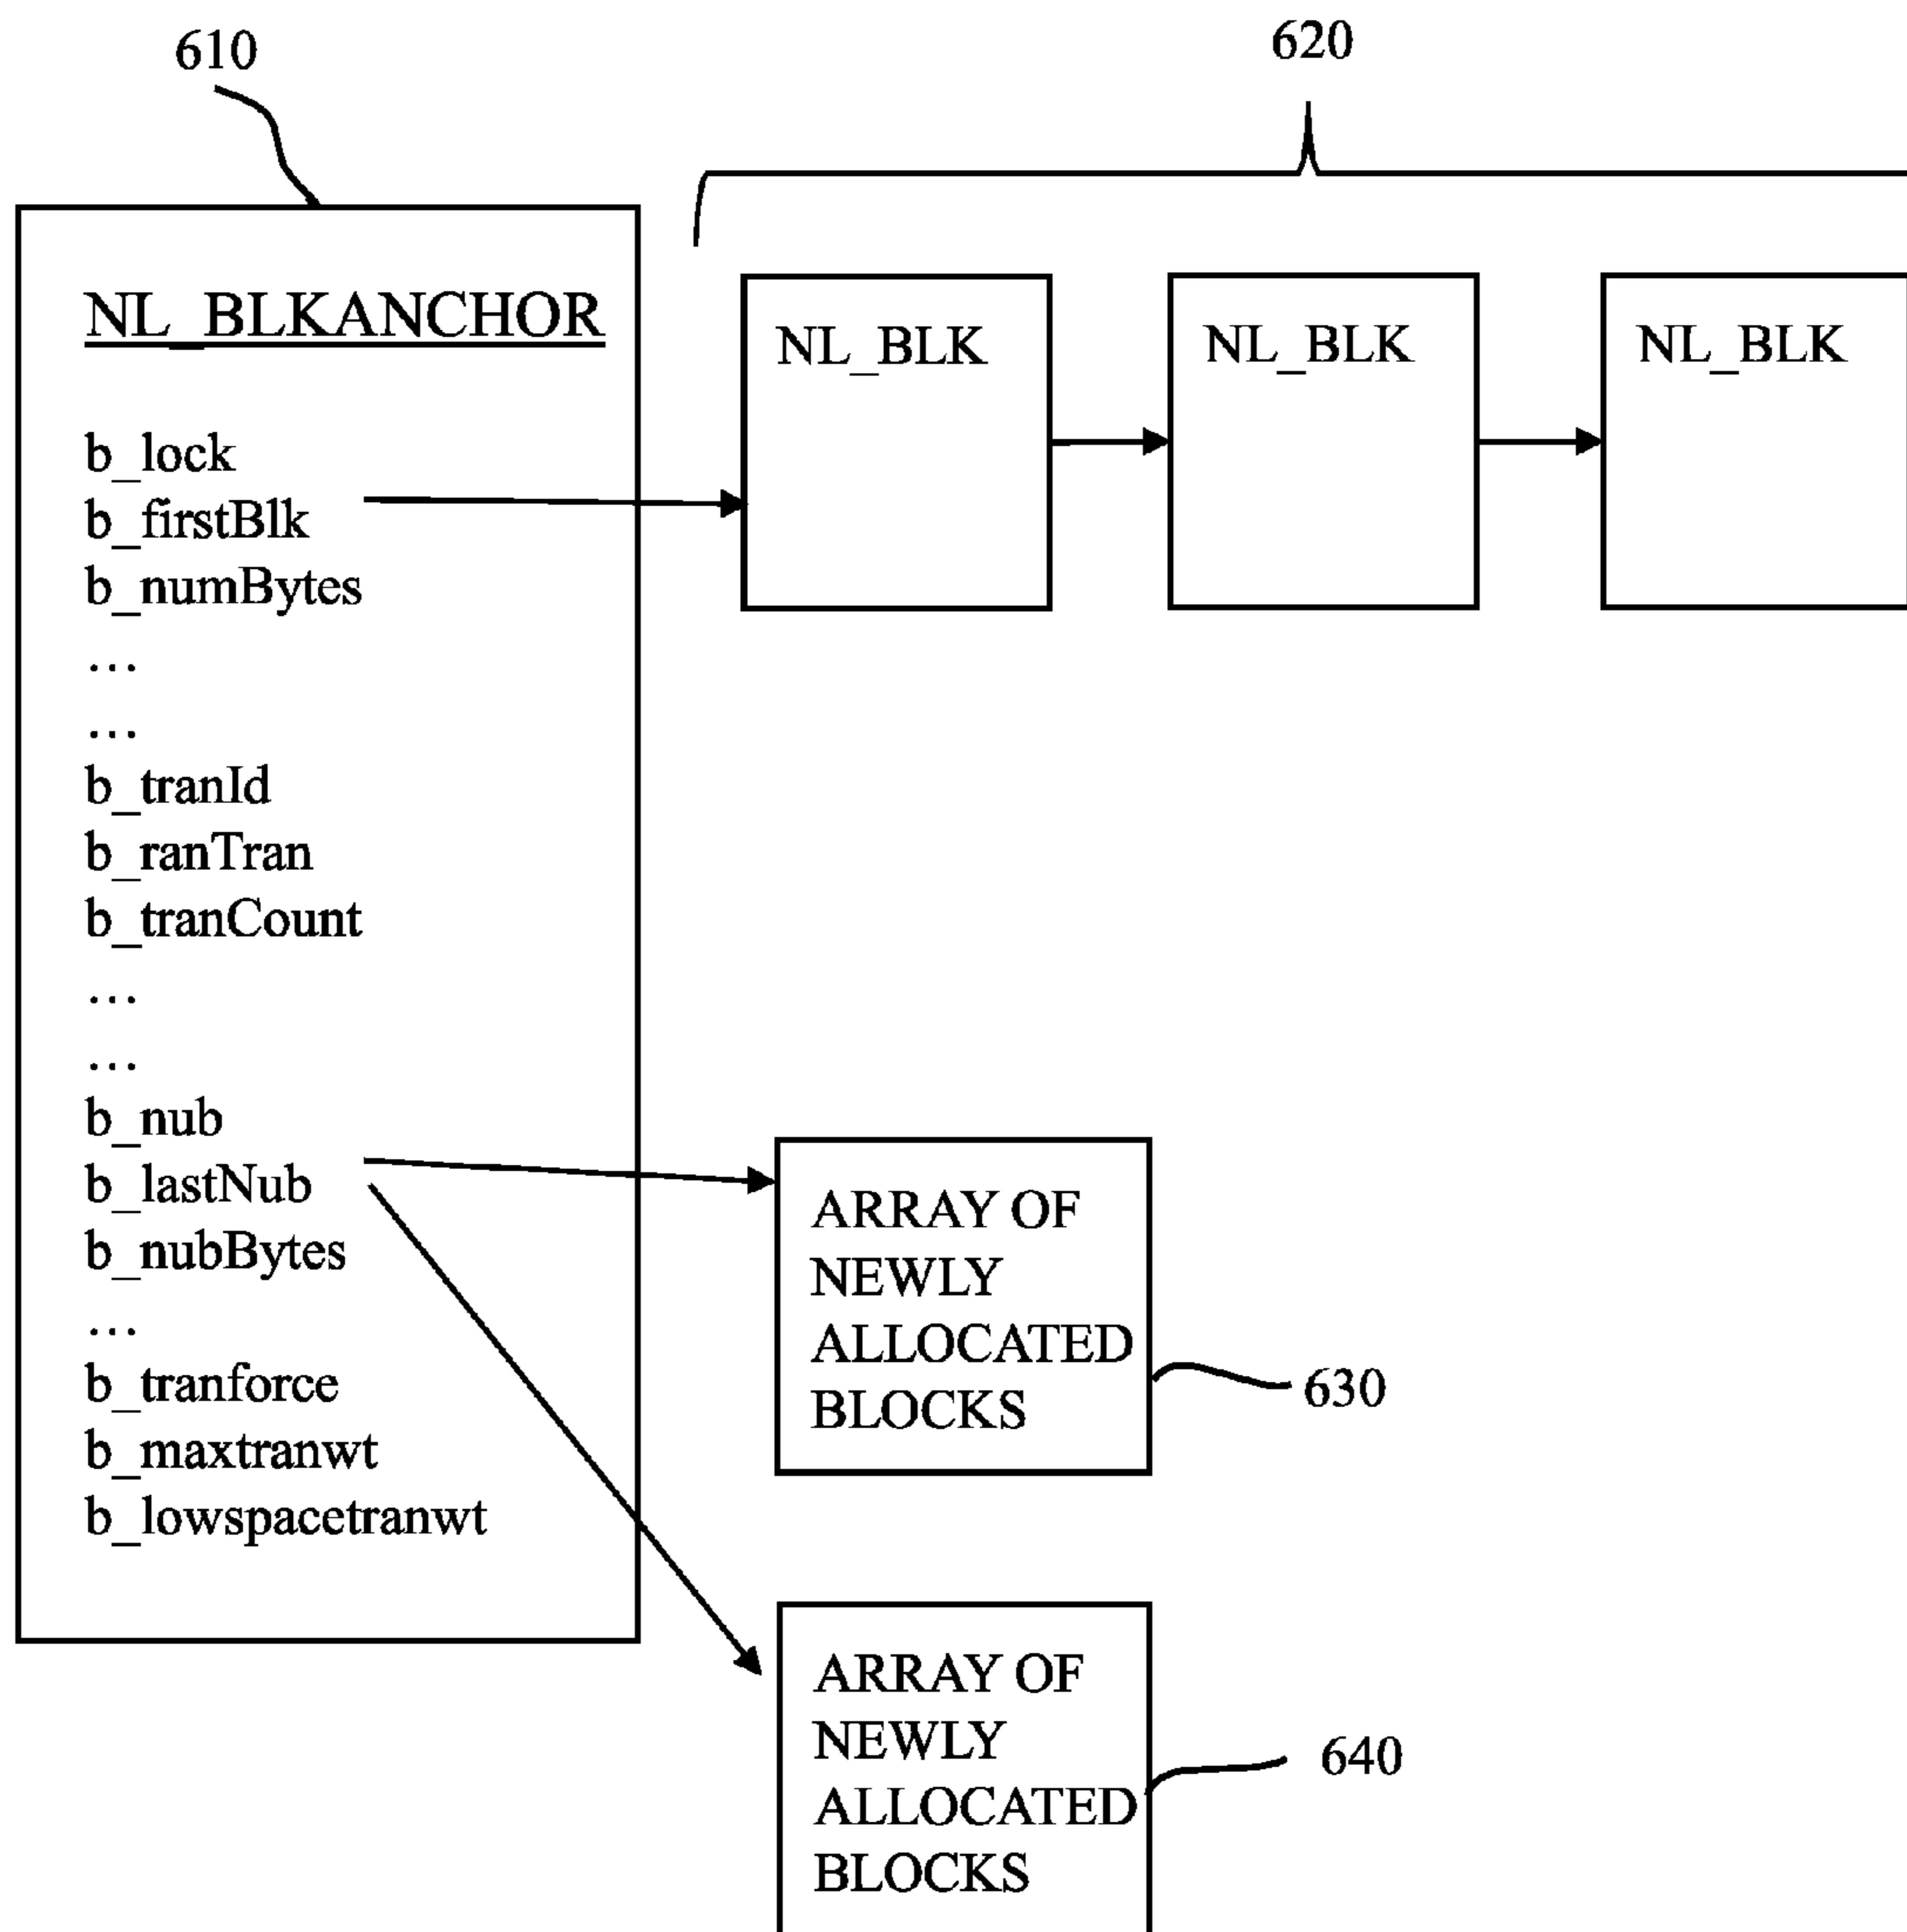 610
620
NL_BLKANCHOR
b_lock
b_firstBlk
b_numBytes
...
...
b_tranId
b_ranTran
b_tranCount
...
...
b_nub
b_lastNub
b_nubBytes
...
b_tranforce
b_maxtranwt
b_lowspacetranwt
NL_BLK
NL_BLK
NL_BLK
ARRAY OF
NEWLY
ALLOCATED
BLOCKS
630
ARRAY OF
NEWLY
ALLOCATED
BLOCKS
640